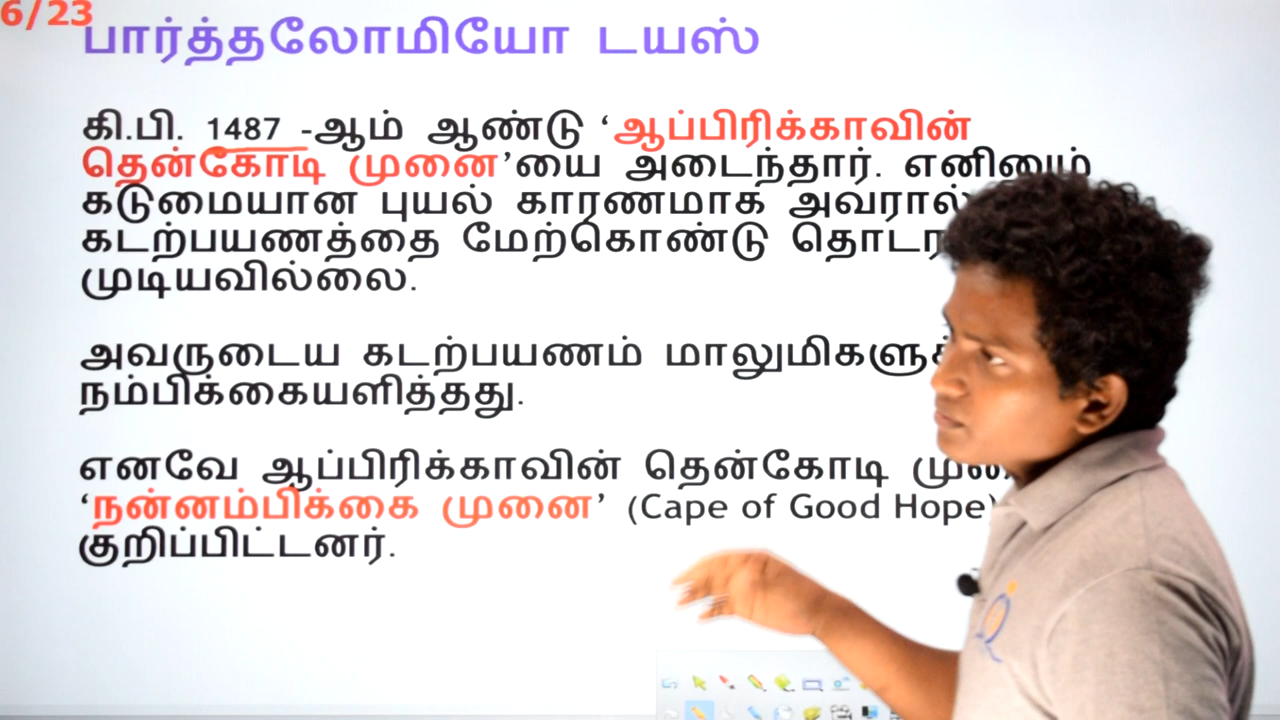 6/23
பார்த்தலோமியோ டயஸ்
கி.பி. 1487 -ஆம் ஆண்டு ‘ஆப்பிரிக்காவின்
தென்கோடி முனை’யை அடைந்தார். எனினும்
கடுமையான புயல் காரணமாக அவரால்
கடற்பயணத்தை மேற்கொண்டு
முடியவில்லை.
அவருடைய கடற்பயணம்
நம்பிக்கையளித்தது.
எனவே ஆப்பிரிக்காவின் தென்கோடி
‘நன்னம்பிக்கை முனை’ (Cape of Good Hope)
குறிப்பிட்டனர்.